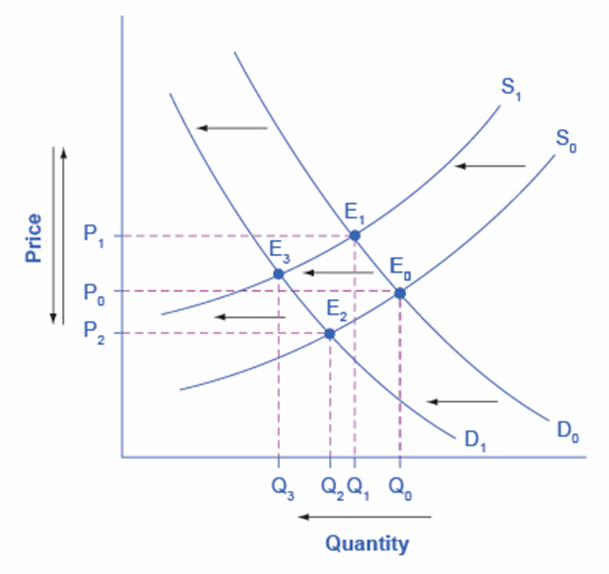 S₁
S₀
Price
P₁
P₀
P₂
E₁
E₃
E₀
E₂
D₁
D₀
Q₃ Q₂ Q₁ Q₀
Quantity